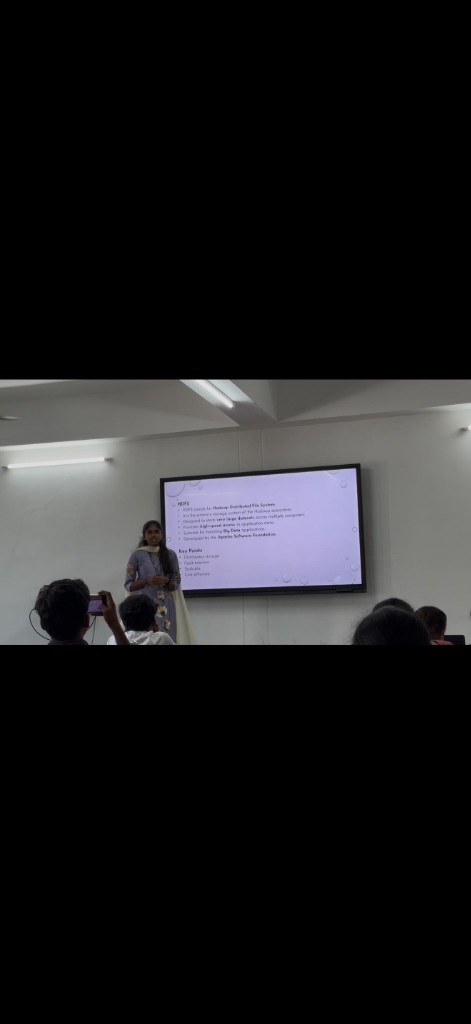 HDFS
• HDFS stands for Hadoop Distributed File System.
• It is the primary storage system of the Hadoop ecosystem.
• Designed to store very large datasets across multiple computers.
• Provides high-speed access to application data.
• Suitable for handling Big Data applications.
• Developed by the Apache Software Foundation.
Key Points
• Distributed storage
• Fault tolerant
• Scalable
• Cost-effective